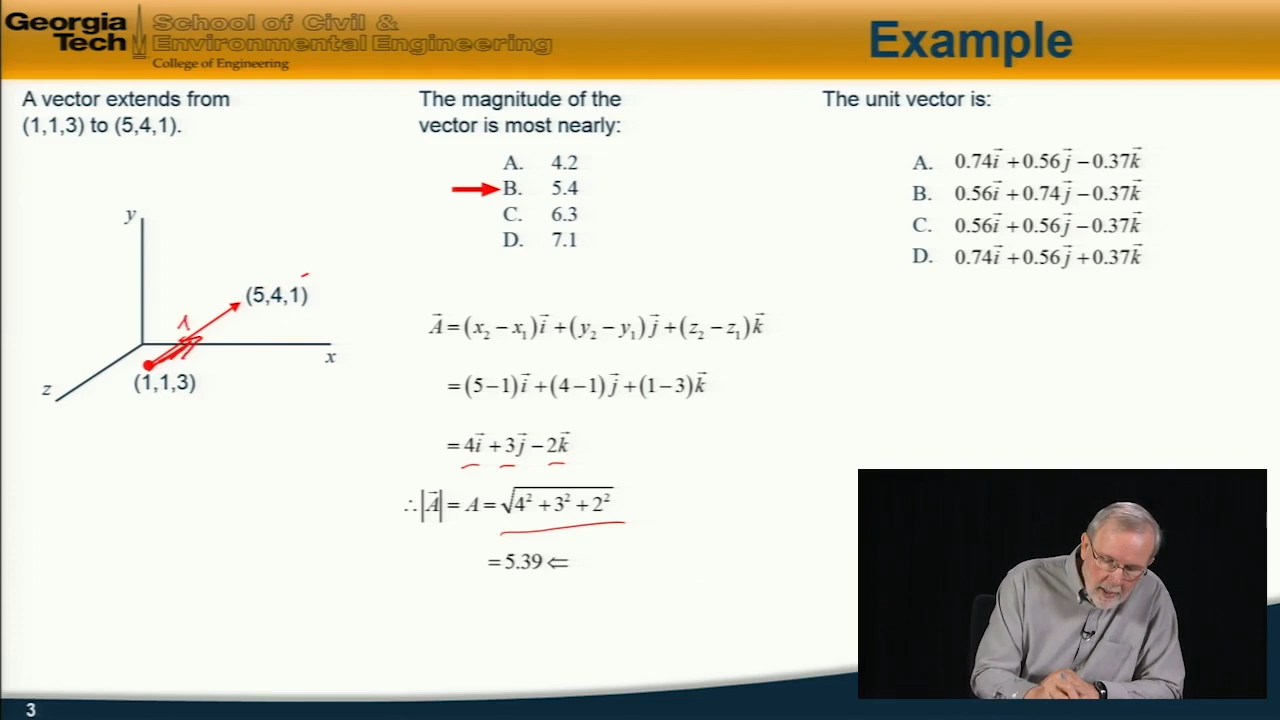 Georgia Tech
School of Civil &
Environmental Engineering
College of Engineering
Example
A vector extends from
(1,1,3) to (5,4,1).
y
(5,4,1)
λ
x
z
(1,1,3)
The magnitude of the
vector is most nearly:
A. 4.2
B. 5.4
C. 6.3
D. 7.1
A⃗ = (x₂ − x₁)i⃗ + (y₂ − y₁)j⃗ + (z₂ − z₁)k⃗
= (5−1)i⃗ + (4−1)j⃗ + (1−3)k⃗
= 4i⃗ + 3j⃗ − 2k⃗
∴ |A⃗| = A = √(4² + 3² + 2²)
= 5.39 ⇐
The unit vector is:
A. 0.74i⃗ + 0.56j⃗ − 0.37k⃗
B. 0.56i⃗ + 0.74j⃗ − 0.37k⃗
C. 0.56i⃗ + 0.56j⃗ − 0.37k⃗
D. 0.74i⃗ + 0.56j⃗ + 0.37k⃗
3